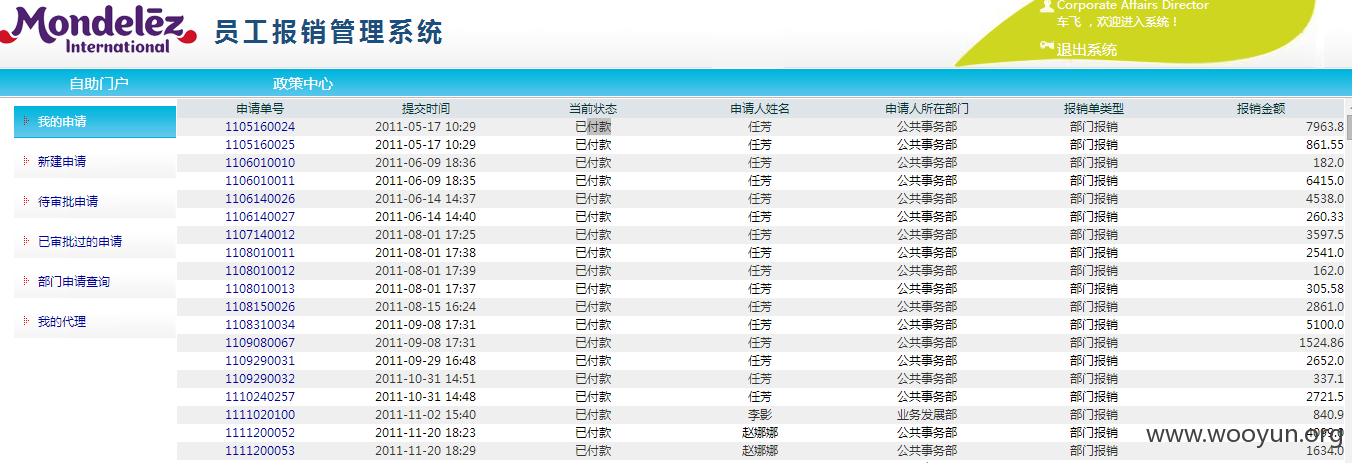 Mondelēz International
员工报销管理系统
Corporate Affairs Director
车飞 ，欢迎进入系统！
退出系统
自助门户 政策中心
我的申请
新建申请
待审批申请
已审批过的申请
部门申请查询
我的代理
申请单号 提交时间 当前状态 申请人姓名 申请人所在部门 报销单类型 报销金额
1105160024 2011-05-17 10:29 已付款 任芳 公共事务部 部门报销 7963.8
1105160025 2011-05-17 10:29 已付款 任芳 公共事务部 部门报销 861.55
1106010010 2011-06-09 18:36 已付款 任芳 公共事务部 部门报销 182.0
1106010011 2011-06-09 18:35 已付款 任芳 公共事务部 部门报销 6415.0
1106140026 2011-06-14 14:37 已付款 任芳 公共事务部 部门报销 4538.0
1106140027 2011-06-14 14:40 已付款 任芳 公共事务部 部门报销 260.33
1107140012 2011-08-01 17:25 已付款 任芳 公共事务部 部门报销 3597.5
1108010011 2011-08-01 17:38 已付款 任芳 公共事务部 部门报销 2541.0
1108010012 2011-08-01 17:39 已付款 任芳 公共事务部 部门报销 162.0
1108010013 2011-08-01 17:37 已付款 任芳 公共事务部 部门报销 305.58
1108150026 2011-08-15 16:24 已付款 任芳 公共事务部 部门报销 2861.0
1108310034 2011-09-08 17:31 已付款 任芳 公共事务部 部门报销 5100.0
1109080067 2011-09-08 17:31 已付款 任芳 公共事务部 部门报销 1524.86
1109290031 2011-09-29 16:48 已付款 任芳 公共事务部 部门报销 2652.0
1109290032 2011-10-31 14:51 已付款 任芳 公共事务部 部门报销 337.1
1110240257 2011-10-31 14:48 已付款 任芳 公共事务部 部门报销 2721.5
1111020100 2011-11-02 15:40 已付款 李影 业务发展部 部门报销 840.9
1111200052 2011-11-20 18:23 已付款 赵娜娜 公共事务部 部门报销 4099.0
1111200053 2011-11-20 18:29 已付款 赵娜娜 公共事务部 部门报销 1634.0
www.wooyun.org